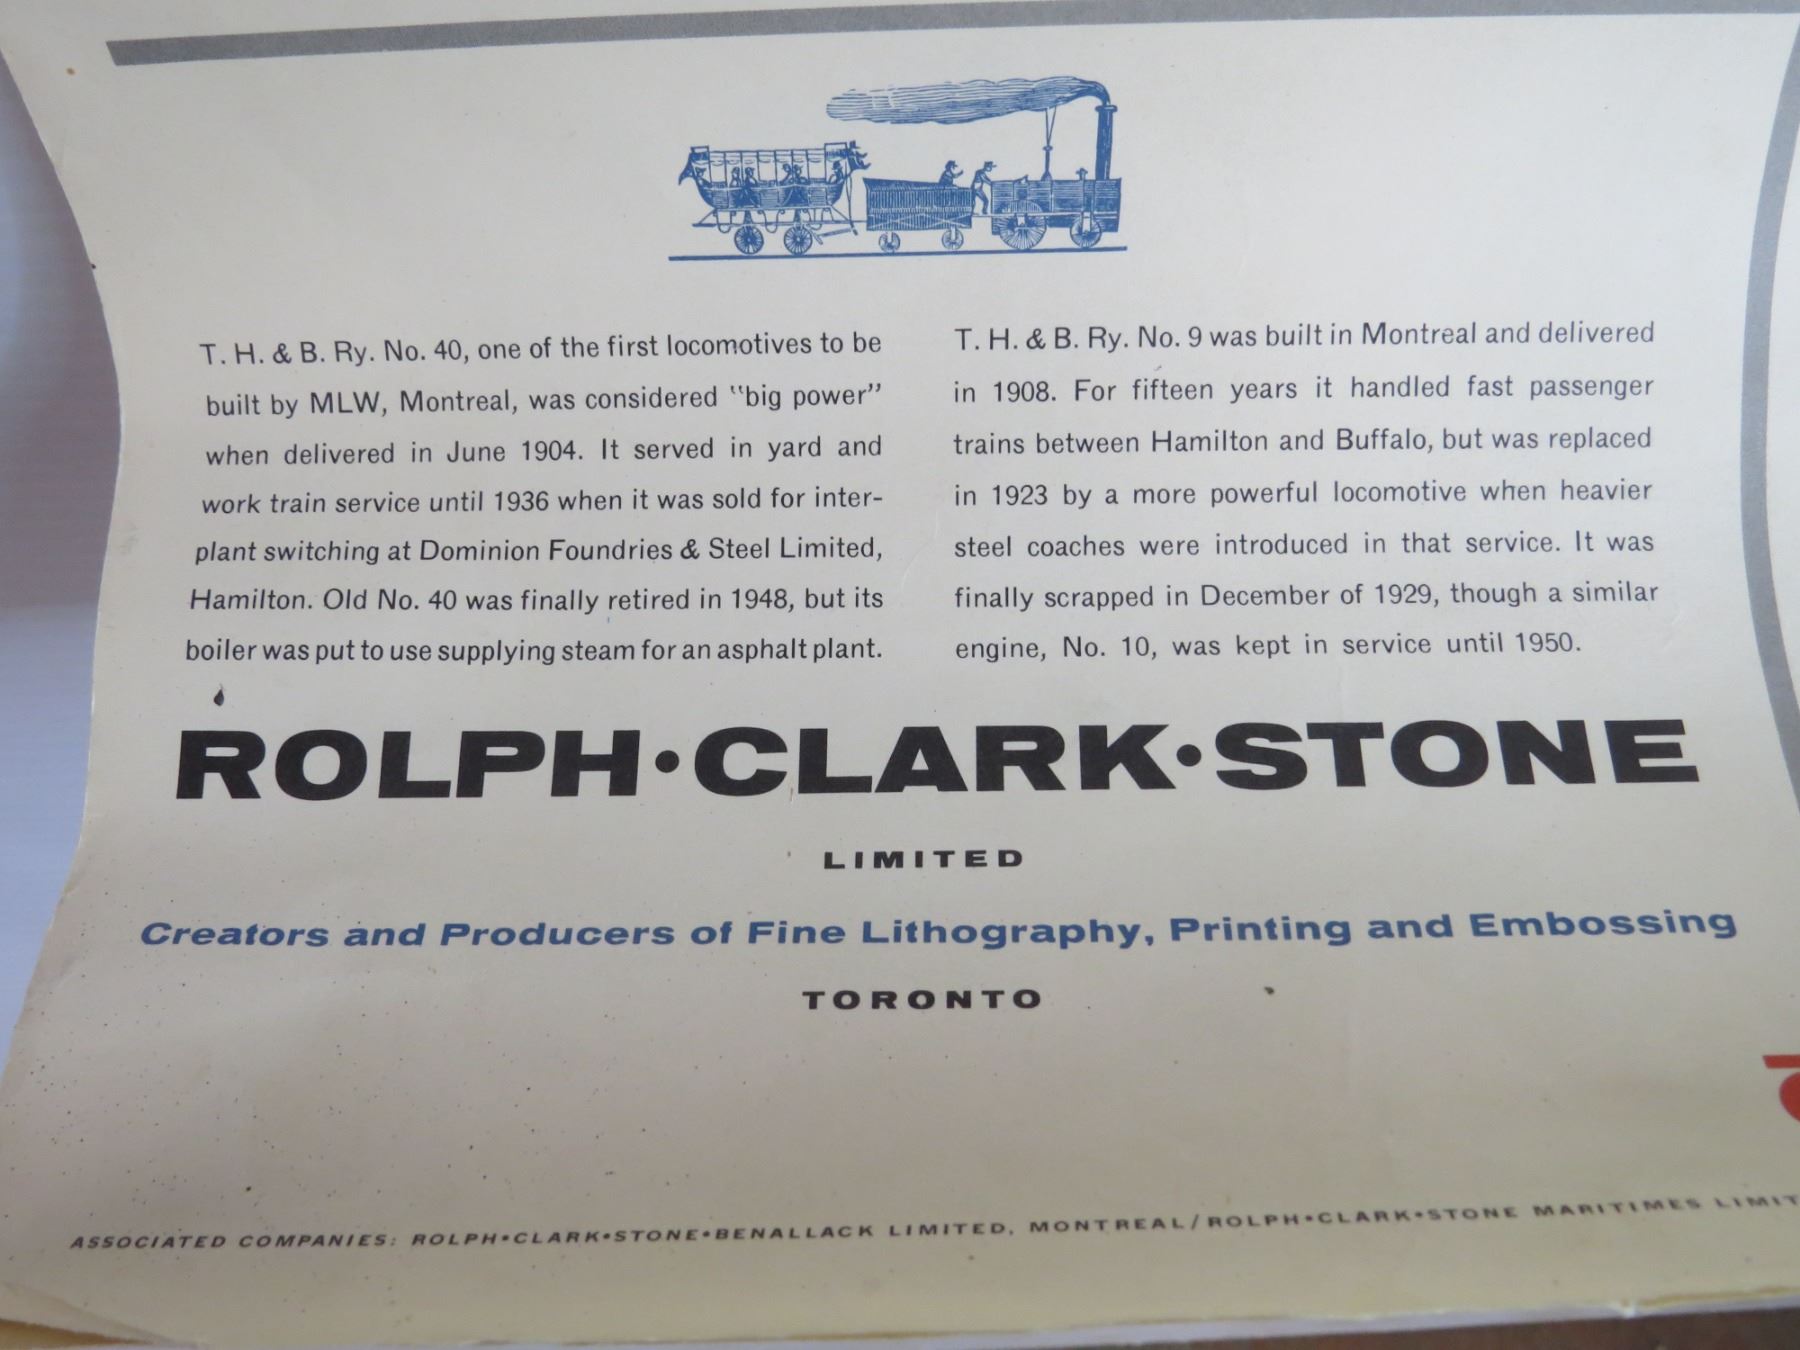 T. H. & B. Ry. No. 40, one of the first locomotives to be
built by MLW, Montreal, was considered "big power"
when delivered in June 1904. It served in yard and
work train service until 1936 when it was sold for inter-
plant switching at Dominion Foundries & Steel Limited,
Hamilton. Old No. 40 was finally retired in 1948, but its
boiler was put to use supplying steam for an asphalt plant.
T. H. & B. Ry. No. 9 was built in Montreal and delivered
in 1908. For fifteen years it handled fast passenger
trains between Hamilton and Buffalo, but was replaced
in 1923 by a more powerful locomotive when heavier
steel coaches were introduced in that service. It was
finally scrapped in December of 1929, though a similar
engine, No. 10, was kept in service until 1950.
ROLPH•CLARK•STONE
LIMITED
Creators and Producers of Fine Lithography, Printing and Embossing
TORONTO
ASSOCIATED COMPANIES: ROLPH•CLARK•STONE•BENALLACK LIMITED, MONTREAL/ROLPH•CLARK•STONE MARITIMES